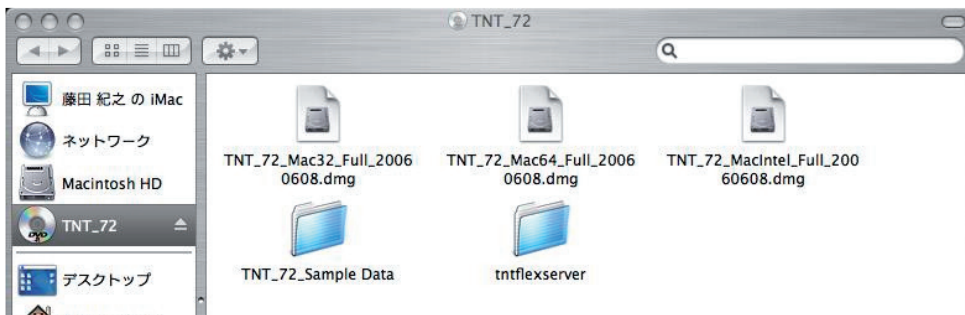 TNT_72
藤田 紀之 の iMac
ネットワーク
Macintosh HD
TNT_72
デスクトップ
TNT_72_Mac32_Full_2006
0608.dmg
TNT_72_Mac64_Full_2006
0608.dmg
TNT_72_MacIntel_Full_200
60608.dmg
TNT_72_Sample Data
tntflexserver